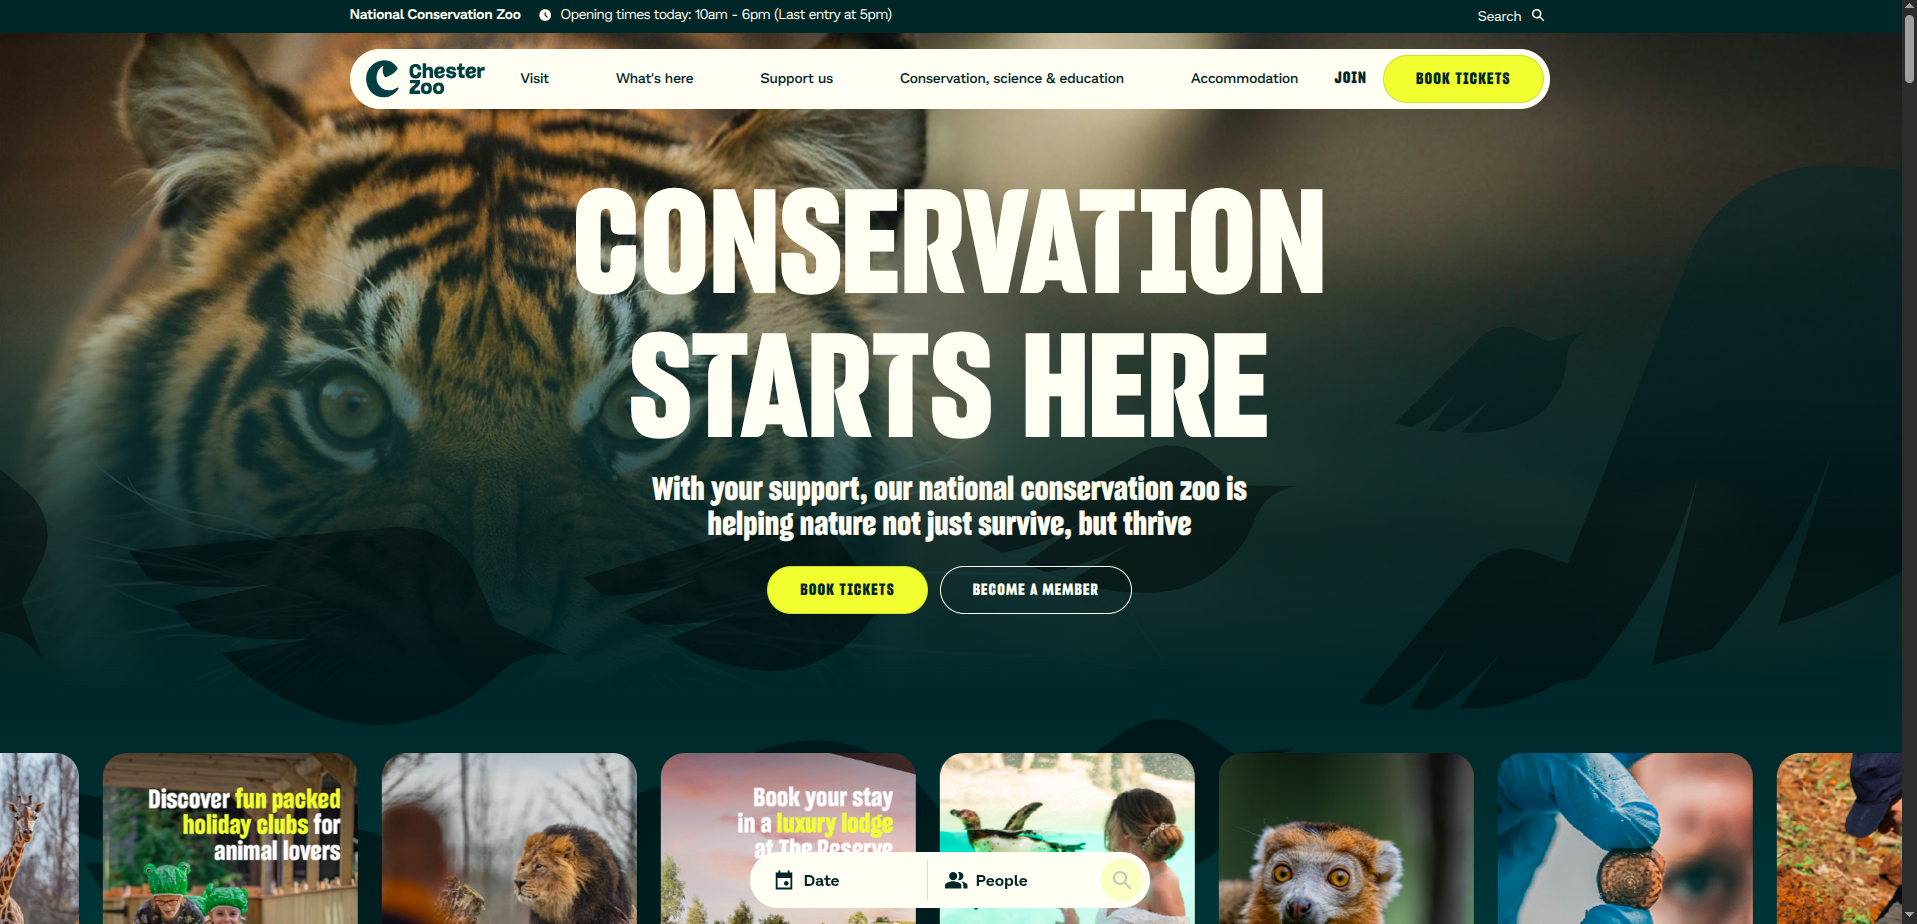 National Conservation Zoo
Opening times today: 10am - 6pm (Last entry at 5pm)
Search
Chester
Zoo
Visit
What's here
Support us
Conservation, science & education
Accommodation
JOIN
BOOK TICKETS
CONSERVATION
STARTS HERE
With your support, our national conservation zoo is
helping nature not just survive, but thrive
BOOK TICKETS
BECOME A MEMBER
Discover fun packed
holiday clubs for
animal lovers
Book your stay
in a luxury lodge
at The Reserve
Date
People